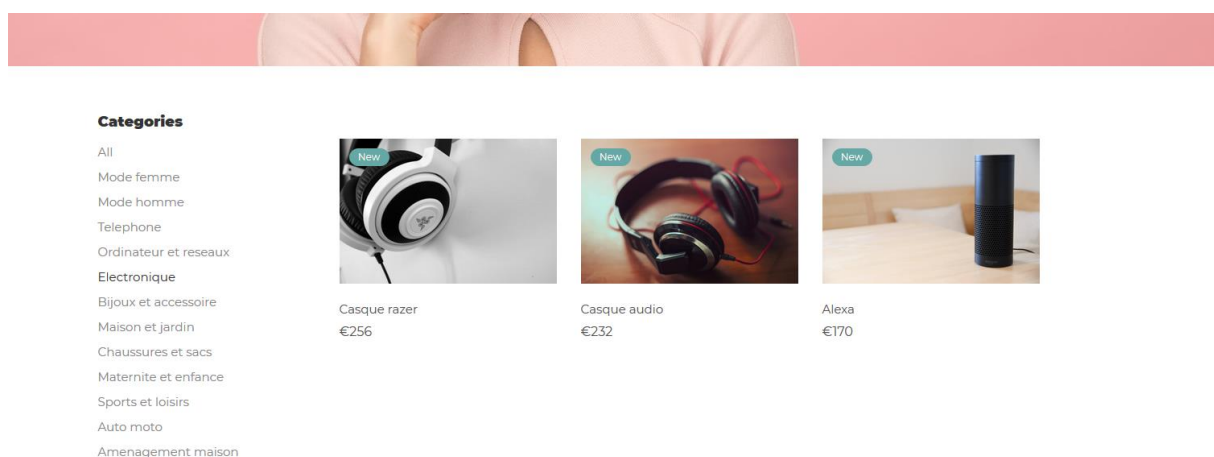 Categories
All
Mode femme
Mode homme
Telephone
Ordinateur et reseaux
Electronique
Bijoux et accessoire
Maison et jardin
Chaussures et sacs
Maternite et enfance
Sports et loisirs
Auto moto
Amenagement maison
New
New
New
Casque razer
Casque audio
Alexa
€256
€232
€170